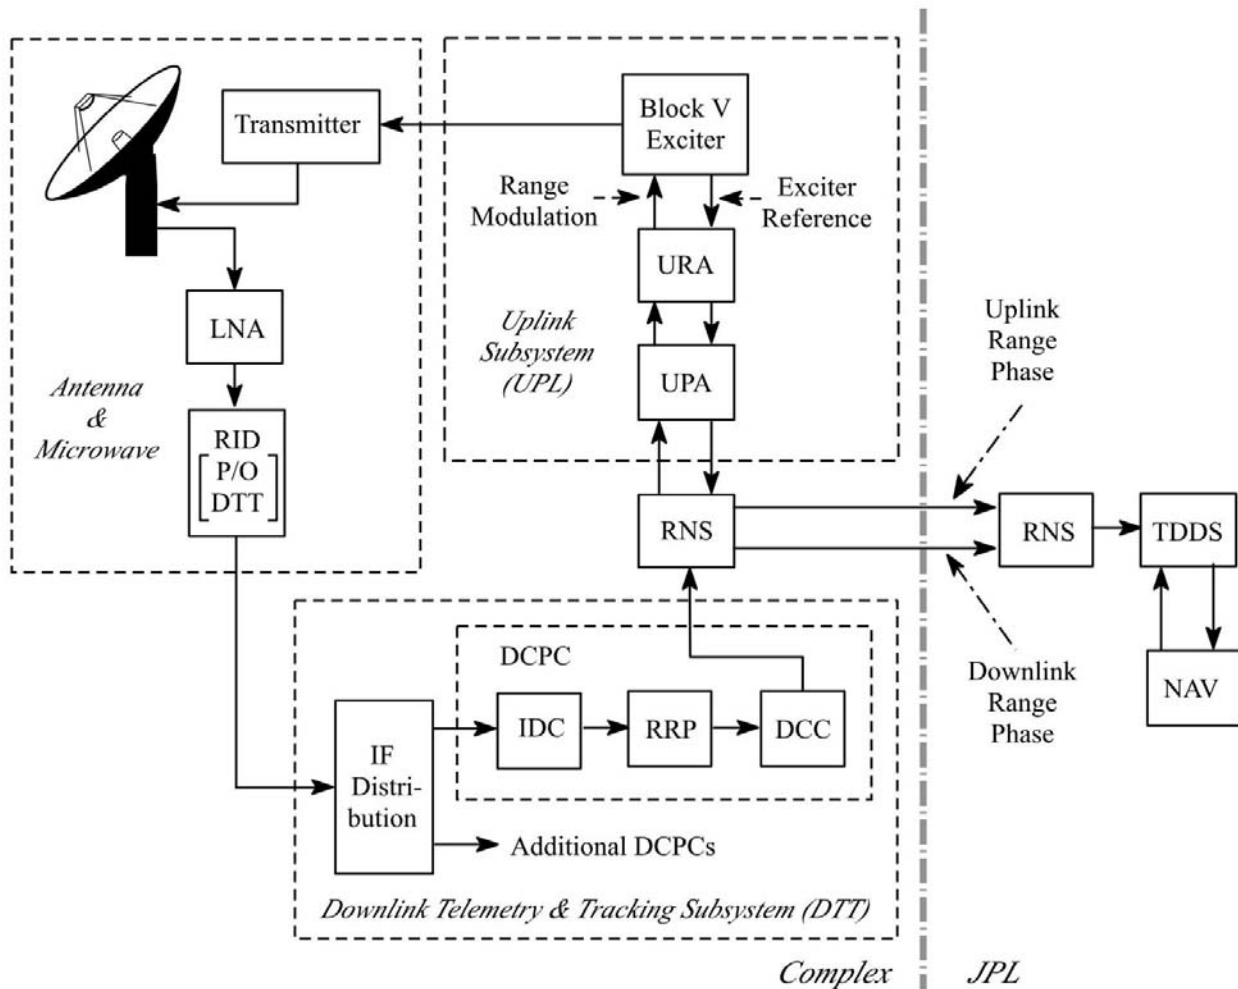 Transmitter
LNA
RID
P/O
DTT
Antenna
&
Microwave
Block V
Exciter
Range
Modulation
Exciter
Reference
URA
Uplink
Subsystem
(UPL)
UPA
RNS
Uplink
Range
Phase
RNS
TDDS
NAV
Downlink
Range
Phase
DCPC
IDC
RRP
DCC
IF
Distri-
bution
Additional DCPCs
Downlink Telemetry & Tracking Subsystem (DTT)
Complex
JPL